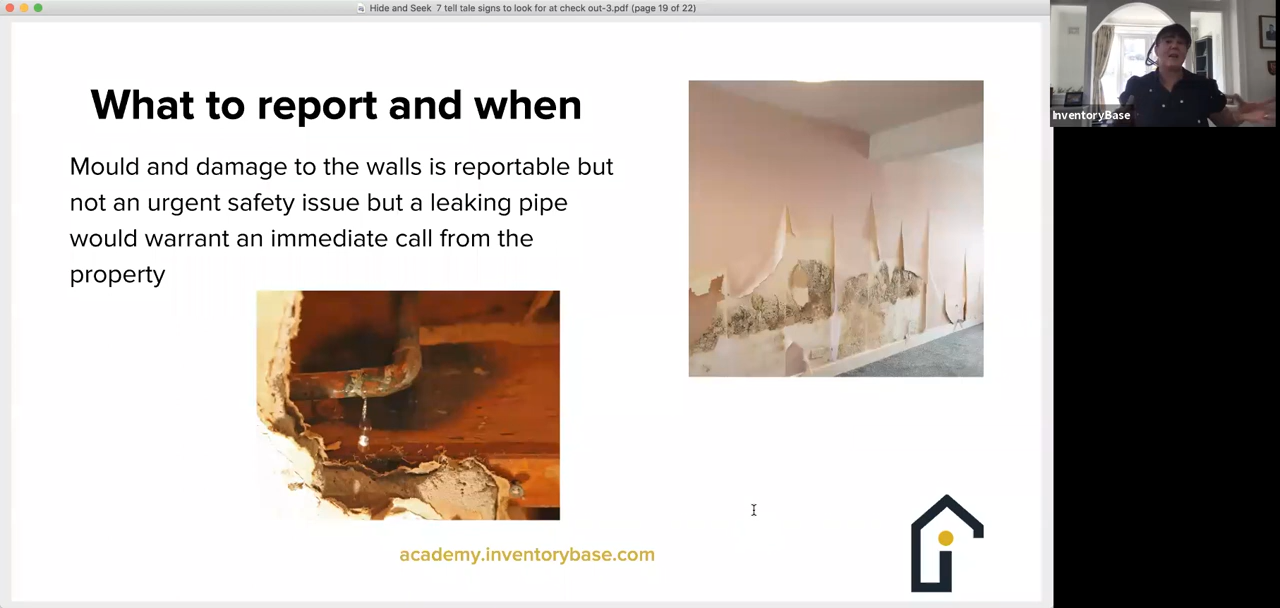 Hide and Seek 7 tell tale signs to look for at check out-3.pdf (page 19 of 22)
What to report and when
Mould and damage to the walls is reportable but
not an urgent safety issue but a leaking pipe
would warrant an immediate call from the
property
academy.inventorybase.com
InventoryBase